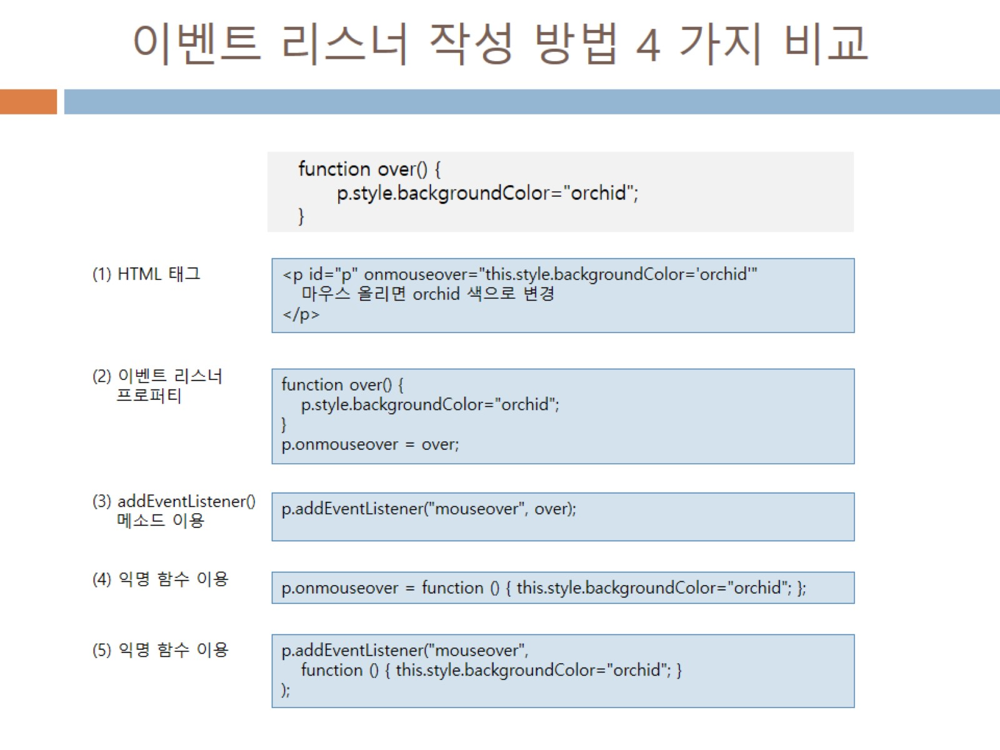 이벤트 리스너 작성 방법 4 가지 비교
function over() {
p.style.backgroundColor="orchid";
}
(1) HTML 태그
<p id="p" onmouseover="this.style.backgroundColor='orchid'"
마우스 올리면 orchid 색으로 변경
</p>
(2) 이벤트 리스너
프로퍼티
function over() {
p.style.backgroundColor="orchid";
}
p.onmouseover = over;
(3) addEventListener()
메소드 이용
p.addEventListener("mouseover", over);
(4) 익명 함수 이용
p.onmouseover = function () { this.style.backgroundColor="orchid"; };
(5) 익명 함수 이용
p.addEventListener("mouseover",
function () { this.style.backgroundColor="orchid"; }
);